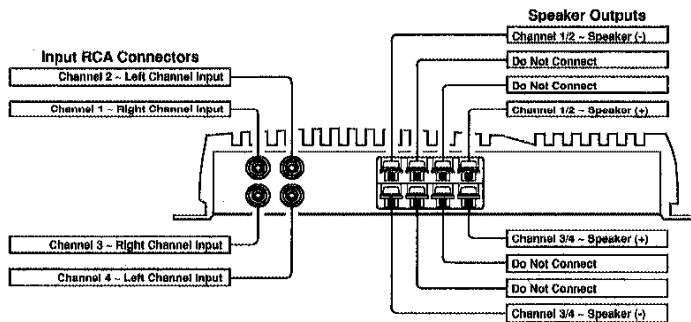 Speaker Outputs
Channel 1/2 ~ Speaker (-)
Do Not Connect
Do Not Connect
Channel 1/2 ~ Speaker (+)
Input RCA Connectors
Channel 2 ~ Left Channel Input
Channel 1 ~ Right Channel Input
Channel 3 ~ Right Channel Input
Channel 4 ~ Left Channel Input
Channel 3/4 ~ Speaker (+)
Do Not Connect
Do Not Connect
Channel 3/4 ~ Speaker (-)